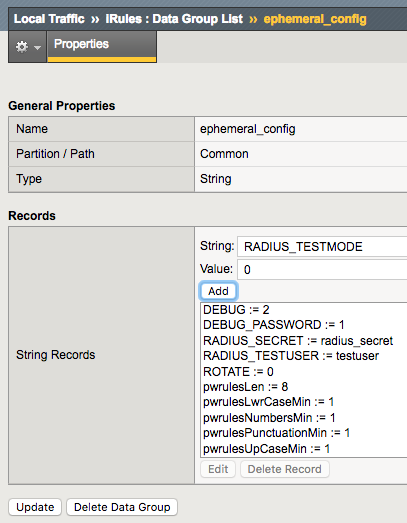 Local Traffic ›› iRules : Data Group List ›› ephemeral_config
Properties
General Properties
Name ephemeral_config
Partition / Path Common
Type String
Records
String: RADIUS_TESTMODE
Value: 0
Add
String Records
DEBUG := 2
DEBUG_PASSWORD := 1
RADIUS_SECRET := radius_secret
RADIUS_TESTUSER := testuser
ROTATE := 0
pwrulesLen := 8
pwrulesLwrCaseMin := 1
pwrulesNumbersMin := 1
pwrulesPunctuationMin := 1
pwrulesUpCaseMin := 1
Edit Delete Record
Update Delete Data Group